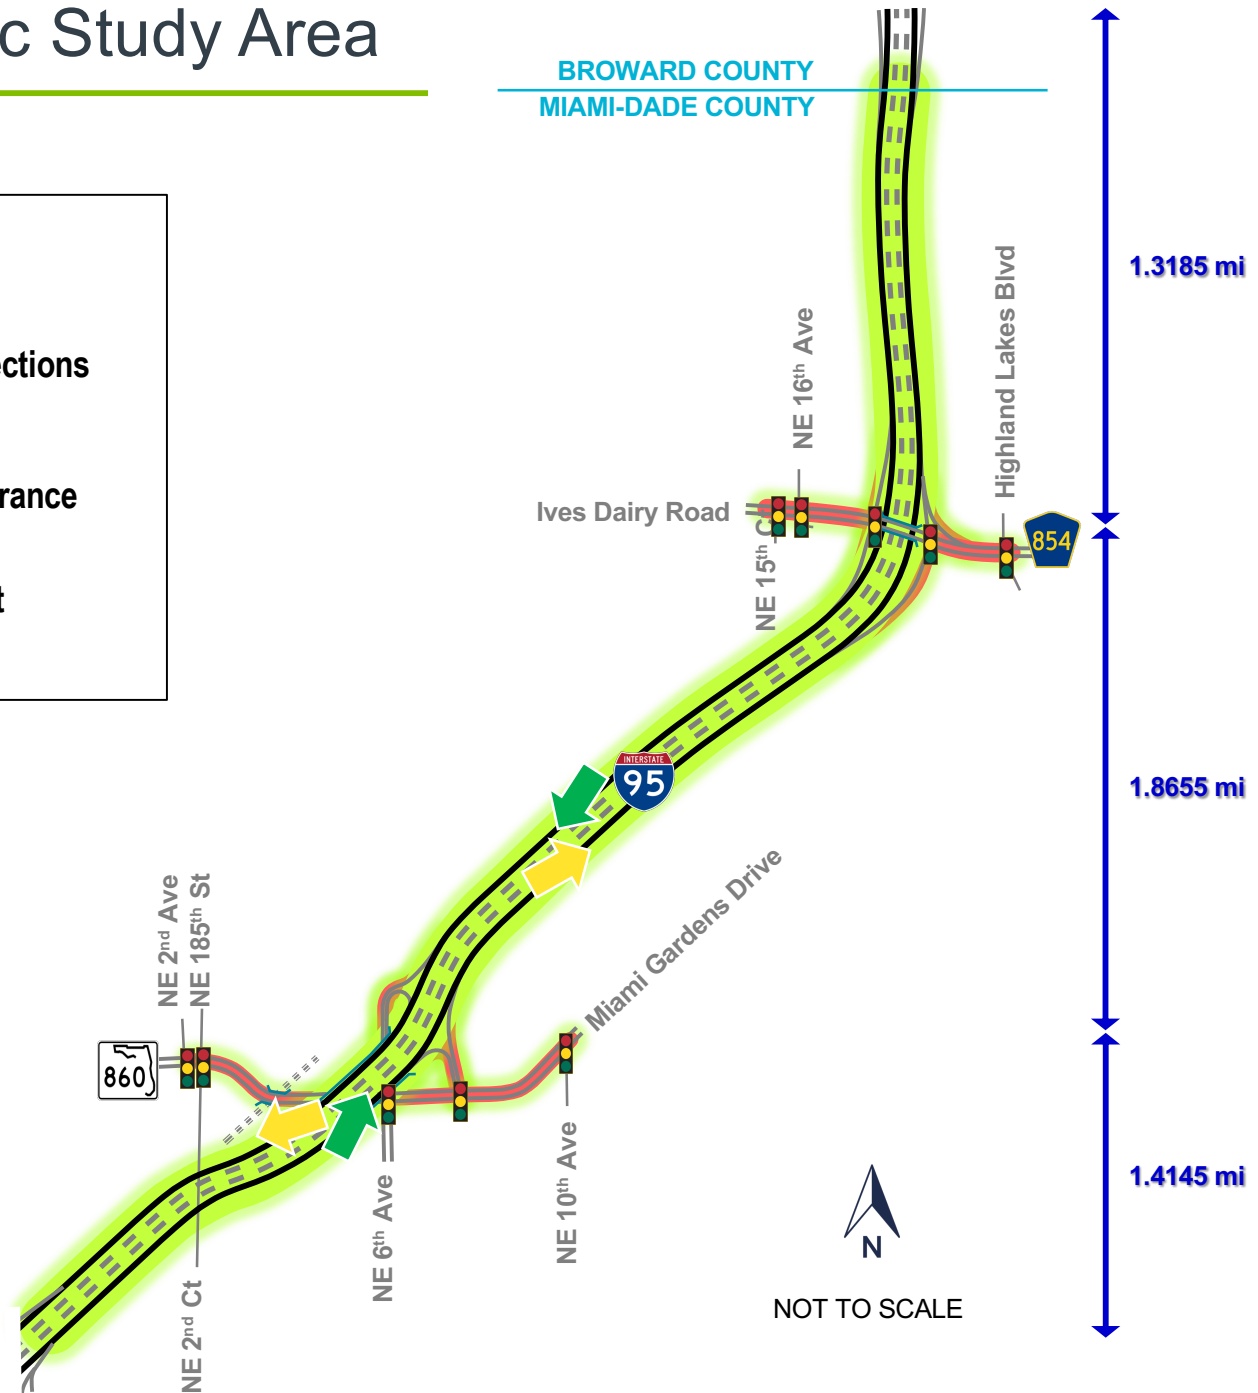 c Study Area
BROWARD COUNTY
MIAMI-DADE COUNTY
ections
rance
t
1.3185 mi
Highland Lakes Blvd
NE 16th Ave
Ives Dairy Road
854
NE 15th C
INTERSTATE
95
1.8655 mi
Miami Gardens Drive
NE 2nd Ave
NE 185th St
860
NE 10th Ave
NE 6th Ave
1.4145 mi
N
NE 2nd Ct
NOT TO SCALE